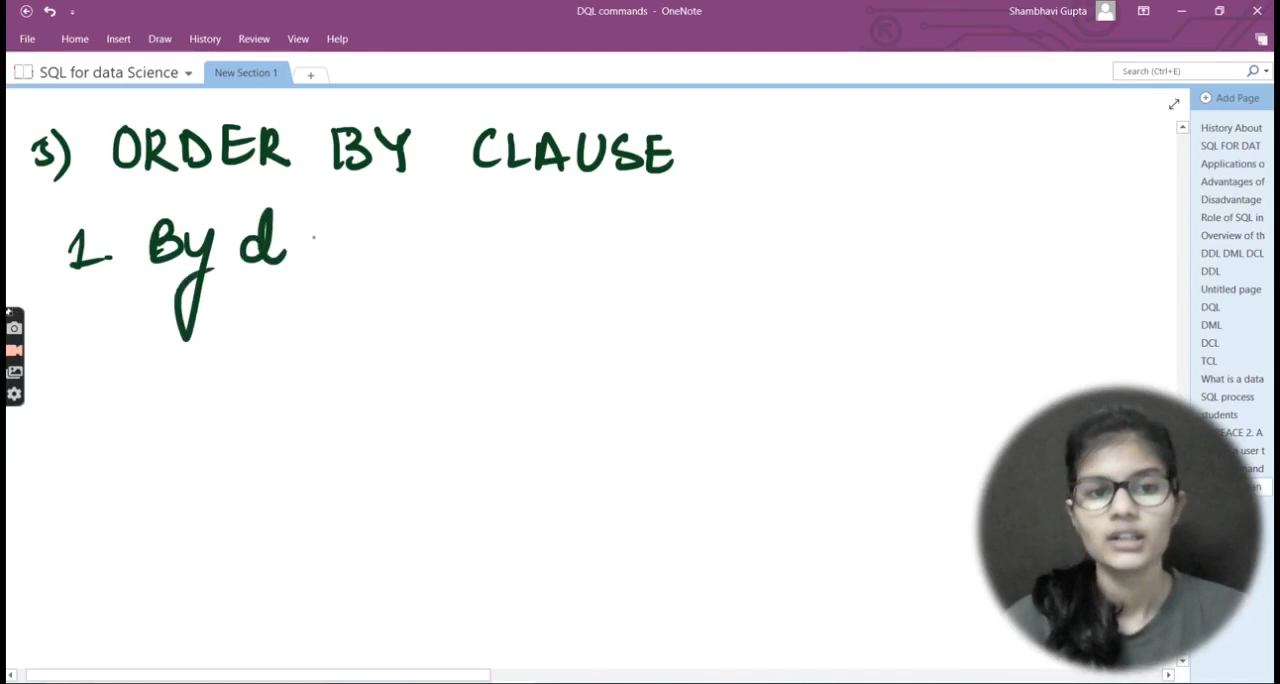 DQL commands - OneNote
Shambhavi Gupta
File Home Insert Draw History Review View Help
SQL for data Science
New Section 1
Search (Ctrl+E)
Add Page
3) ORDER BY CLAUSE
1. By d
History About
SQL FOR DAT
Applications o
Advantages of
Disadvantage
Role of SQL in
Overview of th
DDL DML DCL
DDL
Untitled page
DQL
DML
DCL
TCL
What is a data
SQL process
students
FACE 2. A
user t